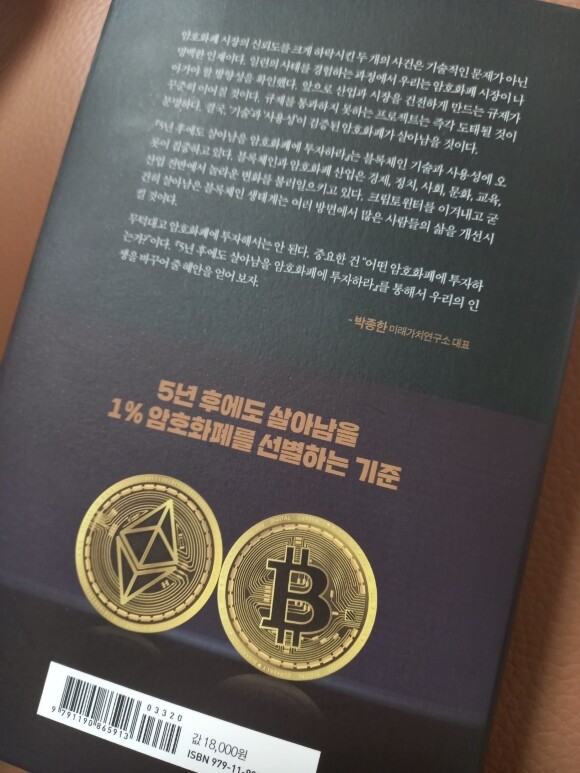 암호화폐 시장의 신뢰도를 크게 하락시킨 두 개의 사건은 기술적인 문제가 아닌
명백한 인재이다. 일련의 사태를 경험하는 과정에서 우리는 암호화폐 시장이 나
아가야 할 방향성을 확인했다. 앞으로 산업과 시장을 건전하게 만드는 규제가
무궁히 이어질 것이다. 규제를 통과하지 못하는 프로젝트는 즉각 도태될 것이
분명하다. 결국, '기술과 사용성'이 검증된 암호화폐가 살아남을 것이다.
『5년 후에도 살아남을 암호화폐에 투자하라』는 블록체인 기술과 사용성에 오
롯이 집중하고 있다. 블록체인과 암호화폐 산업은 경제, 정치, 사회, 문화, 교육,
산업 전반에서 놀라운 변화를 불러일으키고 있다. 크립토윈터를 이겨내고 굳
건히 살아남은 블록체인 생태계는 여러 방면에서 많은 사람들의 삶을 개선시
킬 것이다.
무턱대고 암호화폐에 투자해서는 안 된다. 중요한 건 "어떤 암호화폐에 투자하
는가?"이다. 『5년 후에도 살아남을 암호화폐에 투자하라』를 통해서 우리의 인
생을 바꾸어 줄 혜안을 얻어 보자.
- 박종한 미래가치연구소 대표
5년 후에도 살아남을
1% 암호화폐를 선별하는 기준
03320
9 791190 865913
값 18,000원
ISBN 979-11-